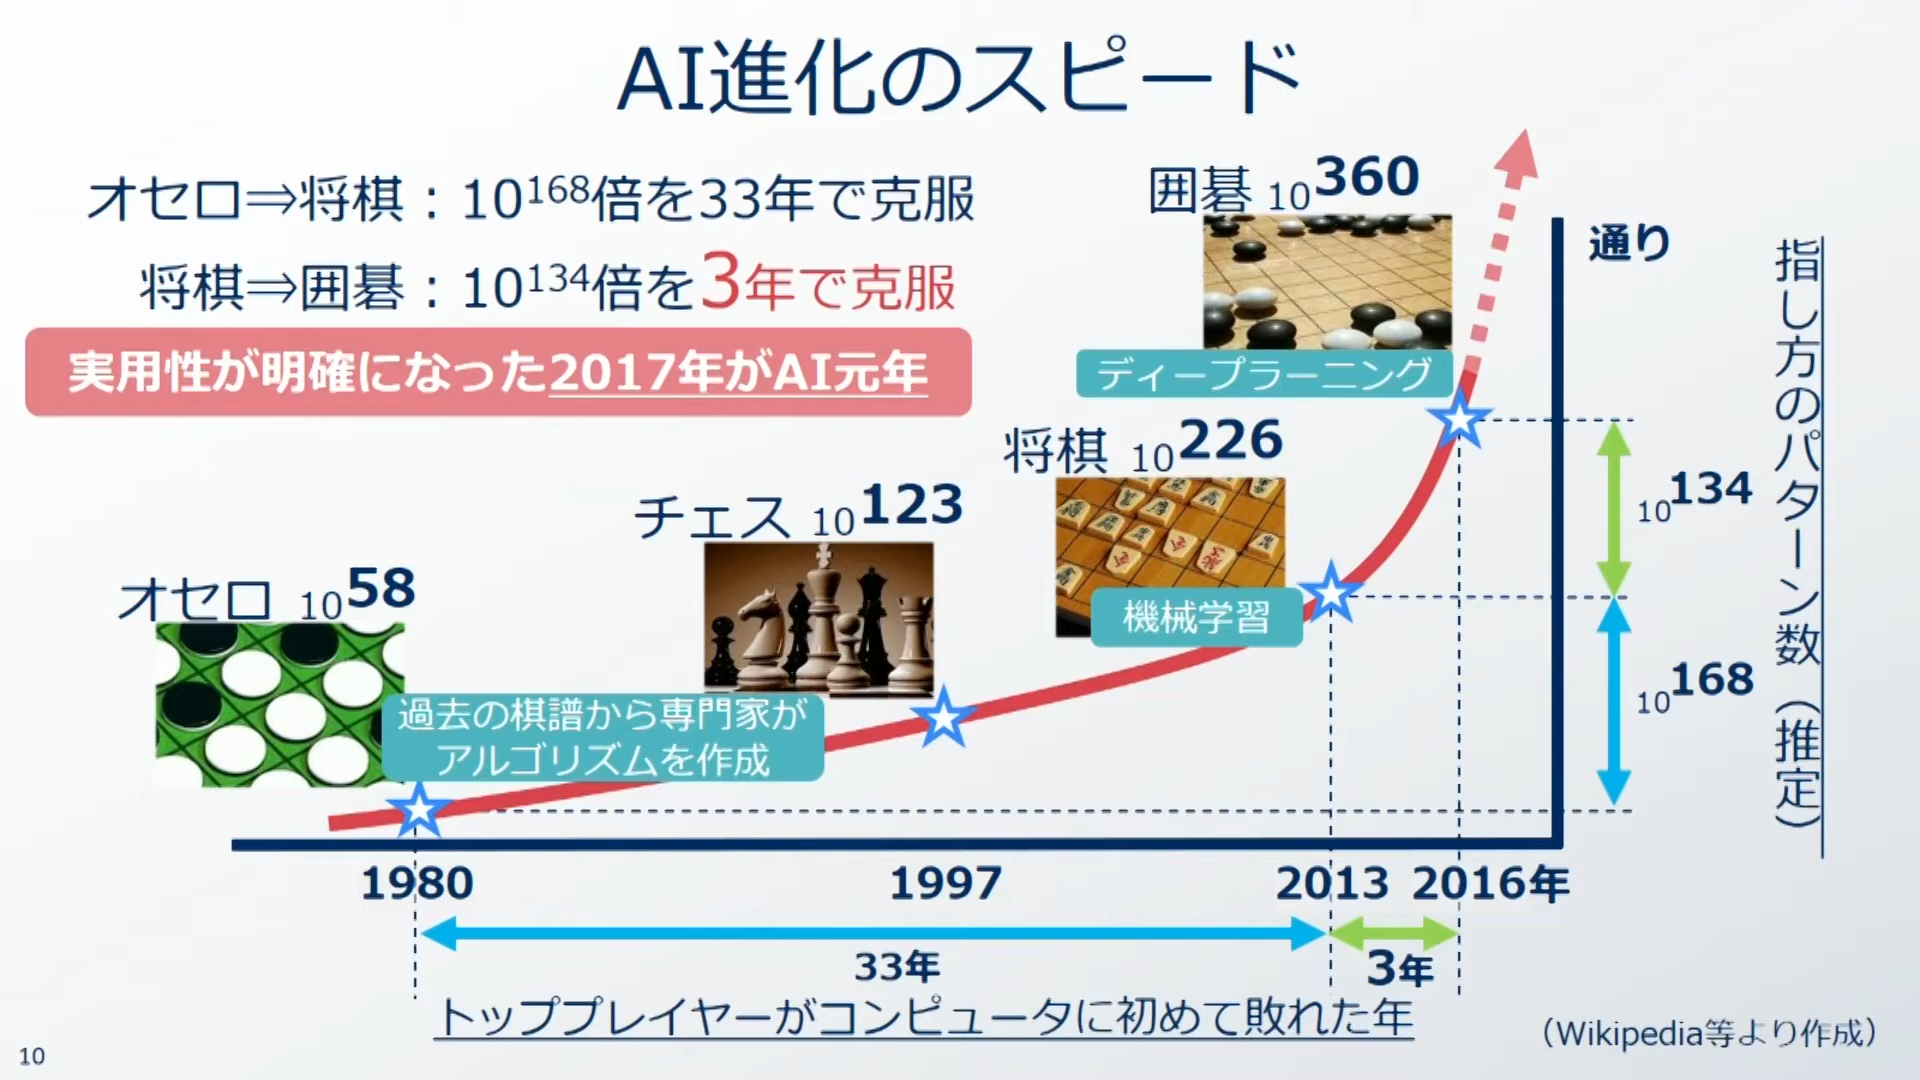 AI進化のスピード
オセロ⇒将棋：10168倍を33年で克服
将棋⇒囲碁：10134倍を3年で克服
実用性が明確になった2017年がAI元年
囲碁 10360
ディープラーニング
将棋 10226
機械学習
チェス 10123
オセロ 1058
過去の棋譜から専門家が
アルゴリズムを作成
通り
指し方のパターン数（推定）
10134
10168
1980
1997
2013
2016年
33年
3年
トッププレイヤーがコンピュータに初めて敗れた年
（Wikipedia等より作成）
10